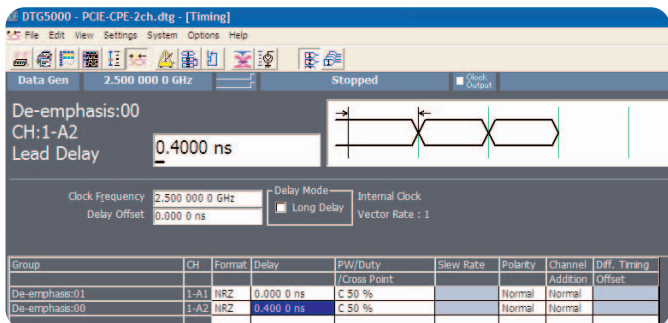 DTG5000 - PCIE-CPE-2ch.dtg - [Timing]
File Edit View Settings System Options Help
Data Gen 2.500 000 0 GHz Stopped Clock Output
De-emphasis:00
CH:1-A2
Lead Delay 0.4000 ns
Clock Frequency 2.500 000 0 GHz Delay Mode Internal Clock
Delay Offset 0.000 0 ns Long Delay Vector Rate : 1
Group CH Format Delay PW/Duty Slew Rate Polarity Channel Diff. Timing
/Cross Point Addition Offset
De-emphasis:01 1-A1 NRZ 0.000 0 ns C 50 % Normal Normal
De-emphasis:00 1-A2 NRZ 0.400 0 ns C 50 % Normal Normal